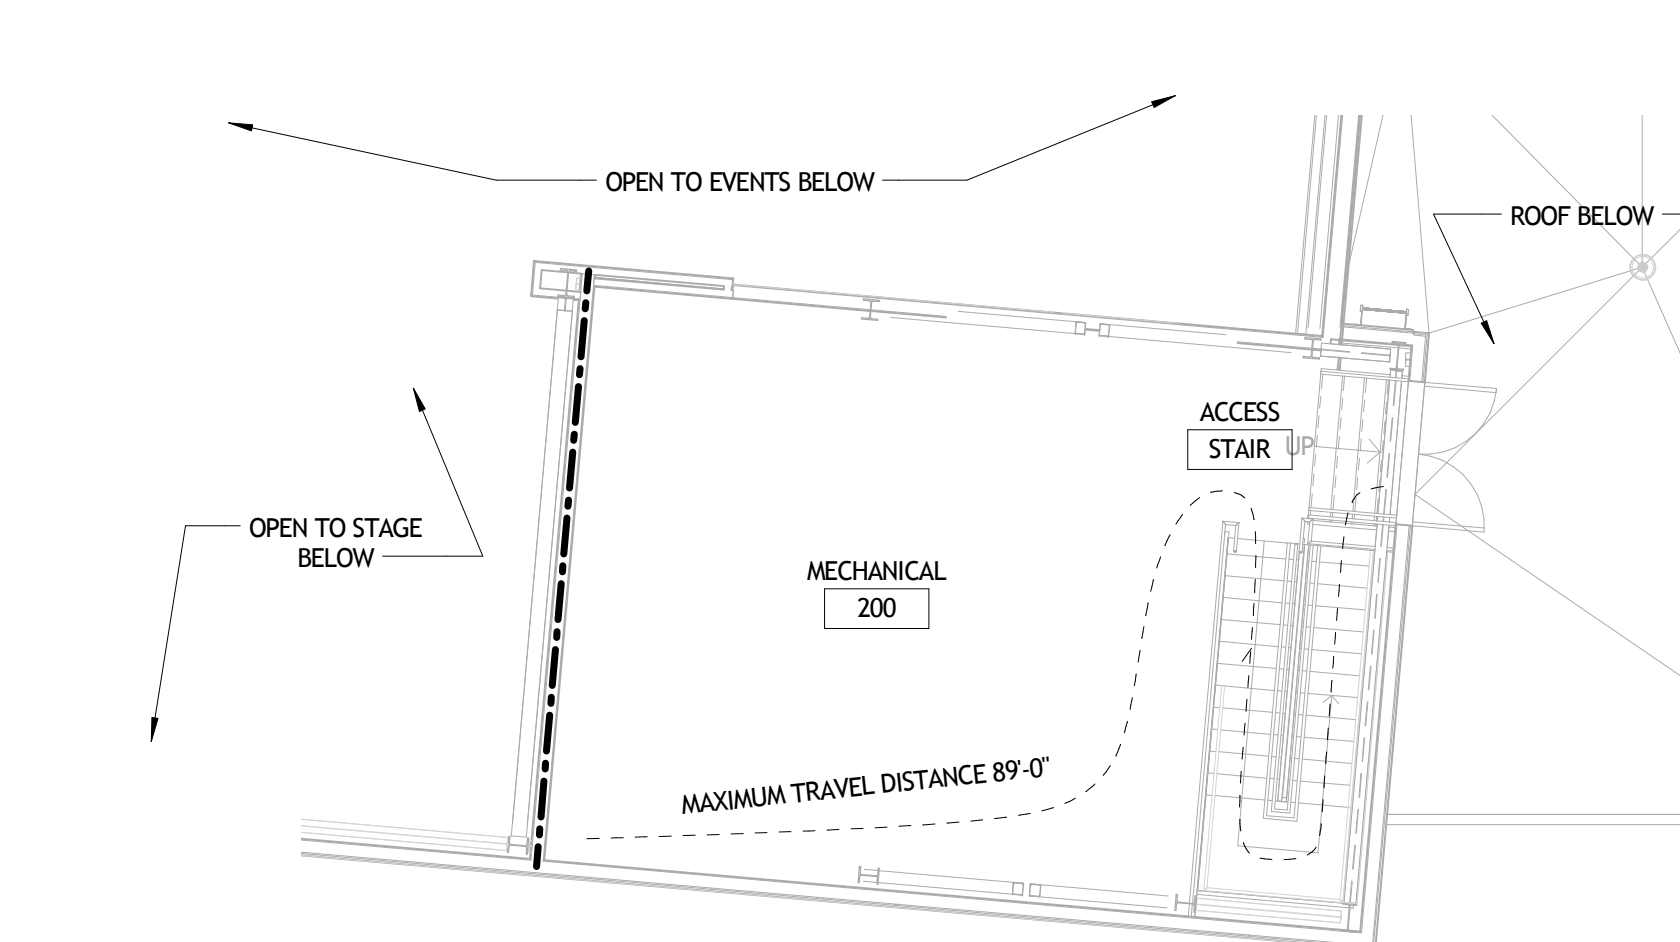 OPEN TO EVENTS BELOW
ROOF BELOW
ACCESS
STAIR UP
OPEN TO STAGE
BELOW
MECHANICAL
200
MAXIMUM TRAVEL DISTANCE 89'-0"